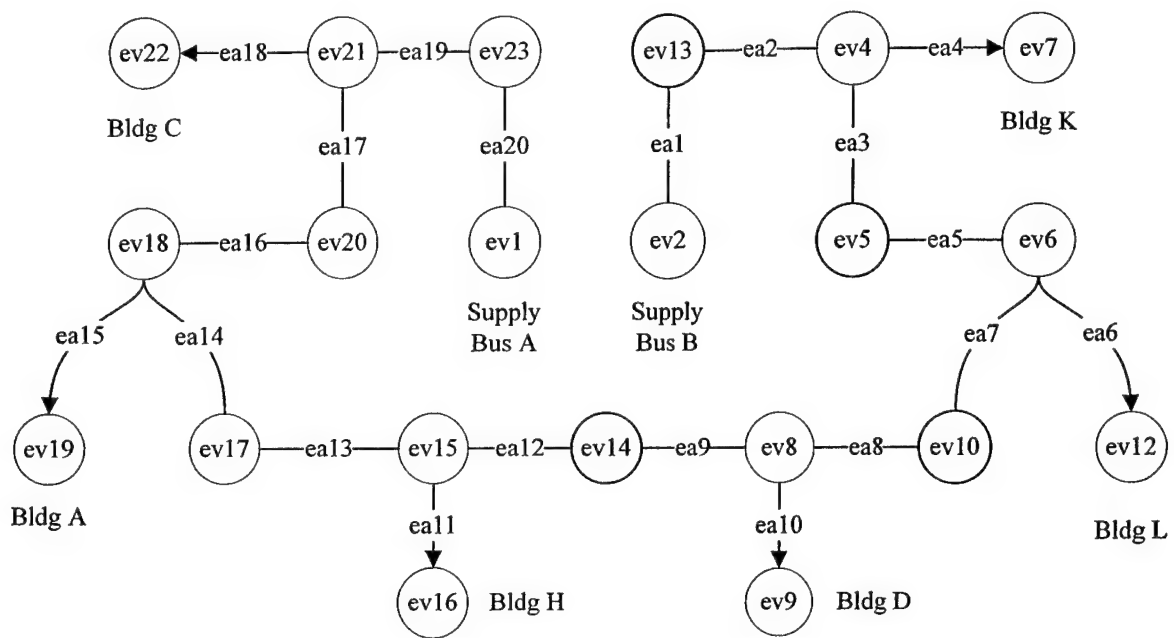 ev22 ea18 ev21 ea19 ev23 ev13 ea2 ev4 ea4 ev7
Bldg C
Bldg K
ea17 ea20 ea1 ea3
ev18 ea16 ev20 ev1 ev2 ev5 ea5 ev6
Supply
Bus A
Supply
Bus B
ea15 ea14 ea7 ea6
ev19 ev17 ea13 ev15 ea12 ev14 ea9 ev8 ea8 ev10 ev12
Bldg A
Bldg L
ea11 ea10
ev16 Bldg H ev9 Bldg D